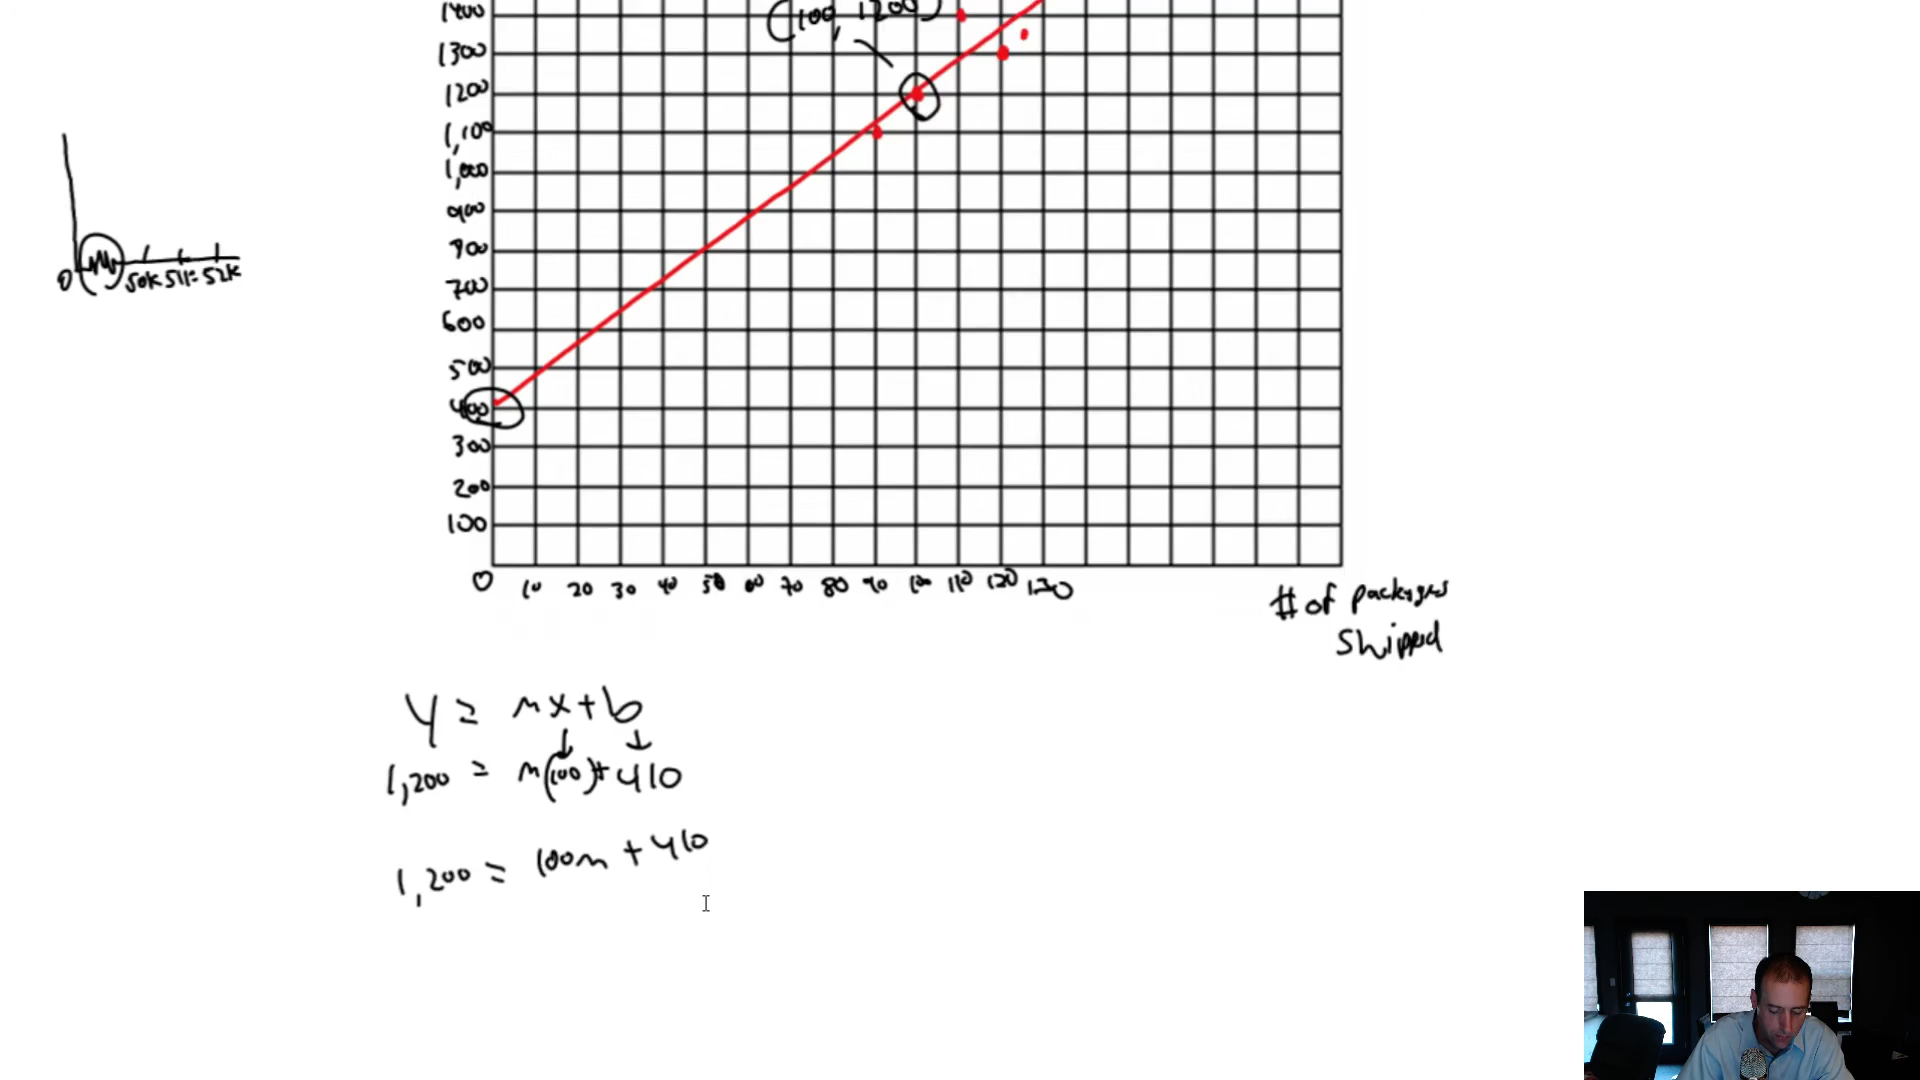 1400
(100, 1200)
1300
1200
1,100
1,000
900
800
700
600
500
400
300
200
100
0 10 20 30 40 50 60 70 80 90 100 110 120 130
# of packages
shipped
0 50K 51K 52K
y = mx+b
1,200 = m(100)+410
1,200 = 100m + 410